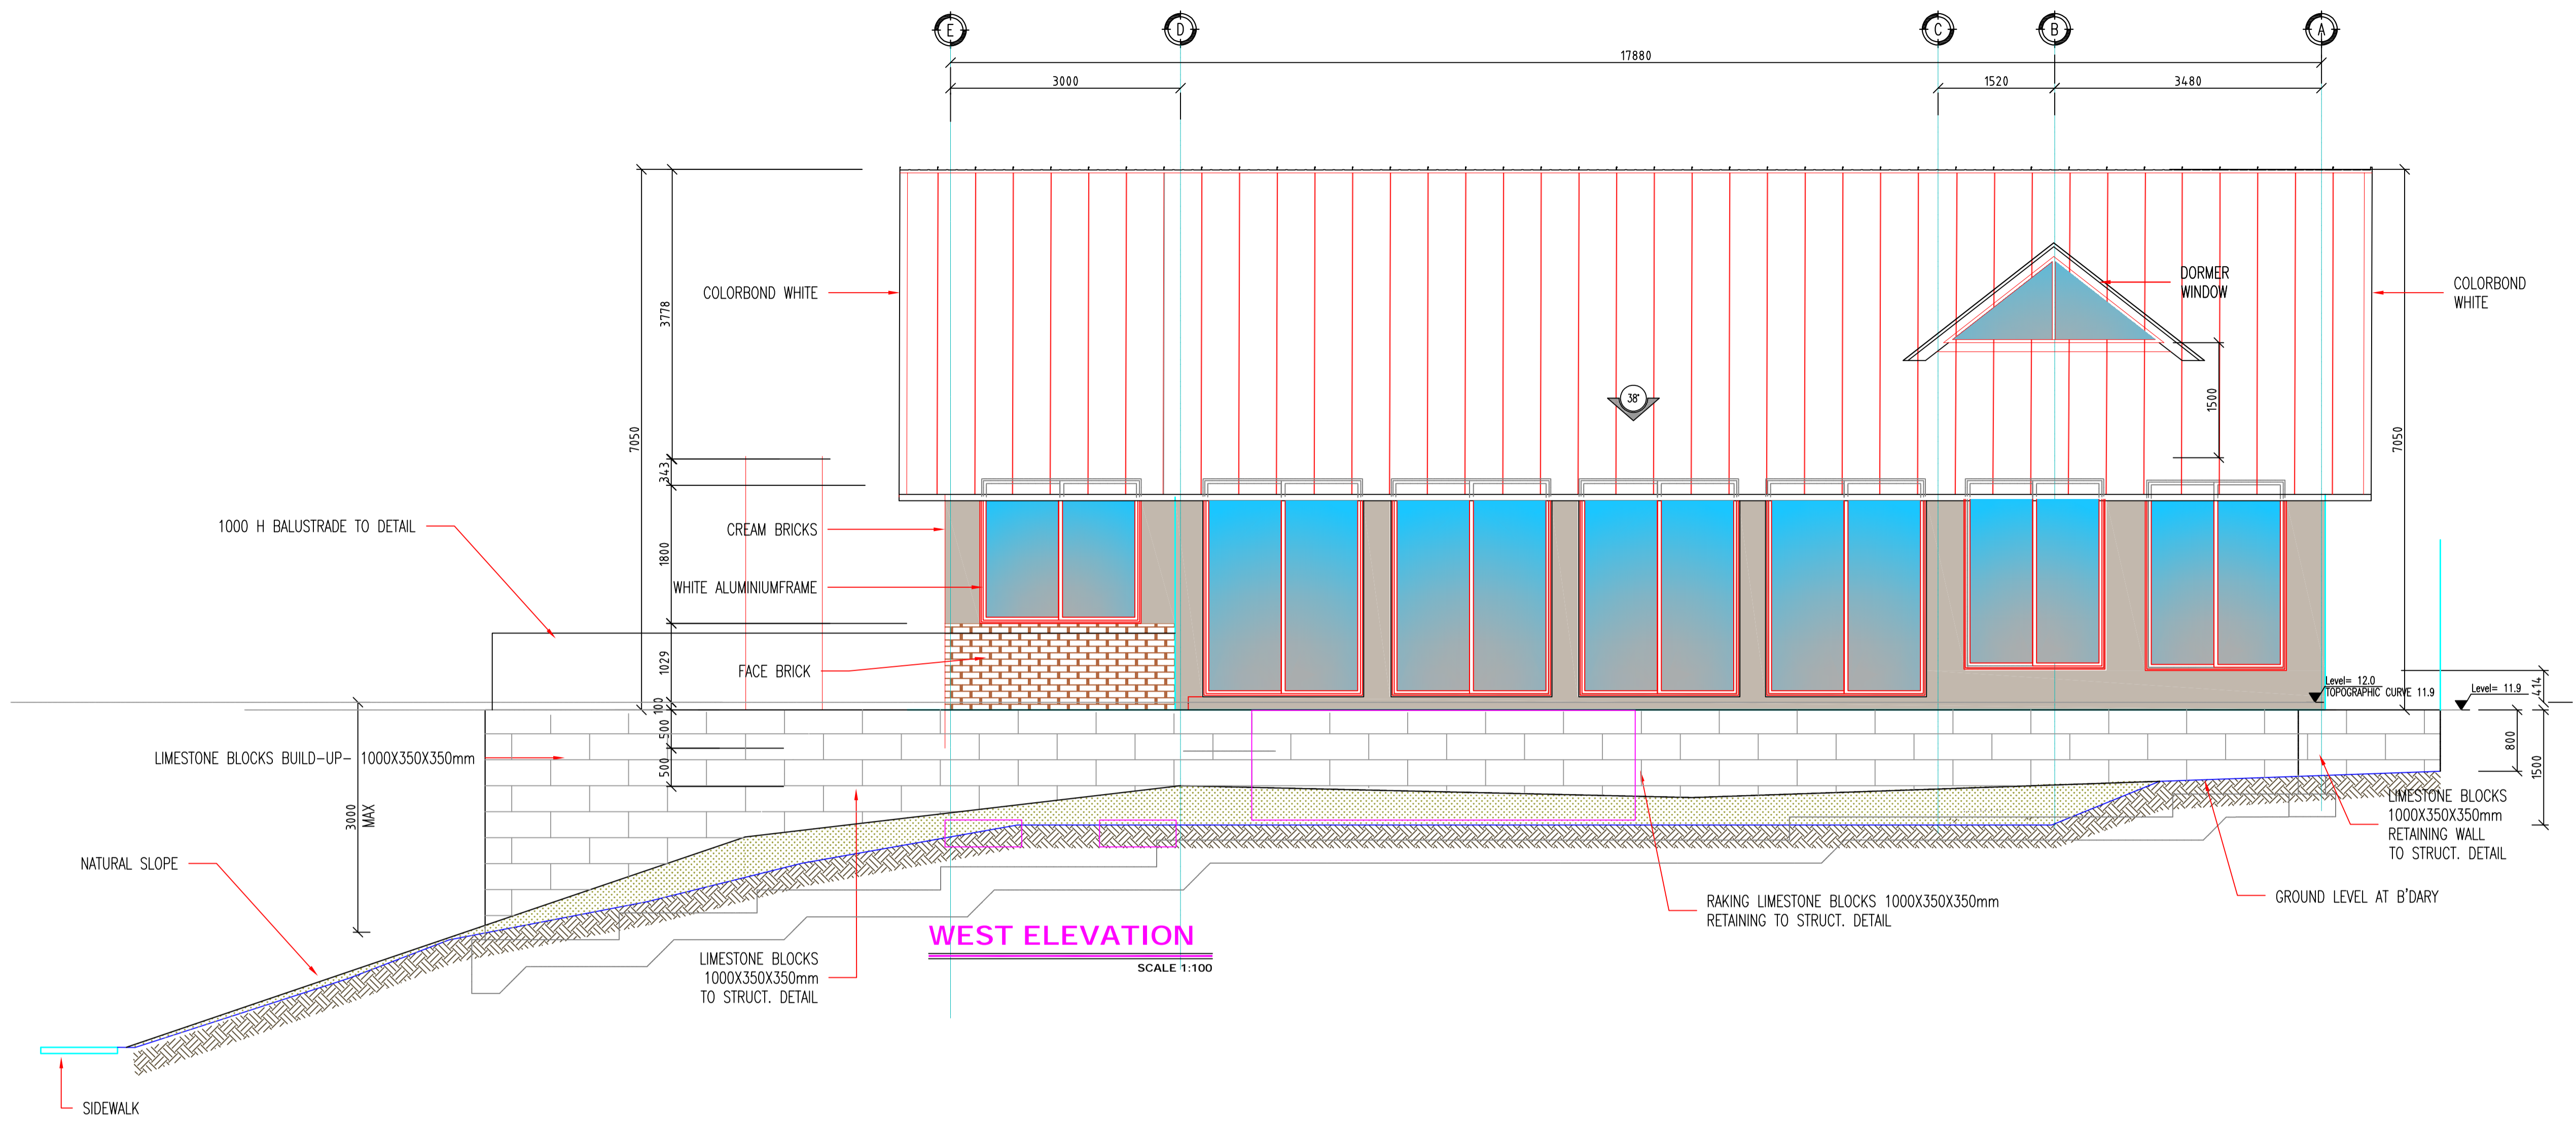 E
D
C
B
A
17880
3000
1520
3480
DORMER
WINDOW
COLORBOND WHITE
COLORBOND
WHITE
3778
38°
1500
7050
7050
343
1000 H BALUSTRADE TO DETAIL
CREAM BRICKS
1800
WHITE ALUMINIUMFRAME
1029
FACE BRICK
Level= 12.0
TOPOGRAPHIC CURVE 11.9
Level= 11.9
414
100
500
500
LIMESTONE BLOCKS BUILD-UP- 1000X350X350mm
800
1500
3000
MAX
LIMESTONE BLOCKS
1000X350X350mm
RETAINING WALL
TO STRUCT. DETAIL
NATURAL SLOPE
GROUND LEVEL AT B'DARY
RAKING LIMESTONE BLOCKS 1000X350X350mm
RETAINING TO STRUCT. DETAIL
WEST ELEVATION
SCALE 1:100
LIMESTONE BLOCKS
1000X350X350mm
TO STRUCT. DETAIL
SIDEWALK